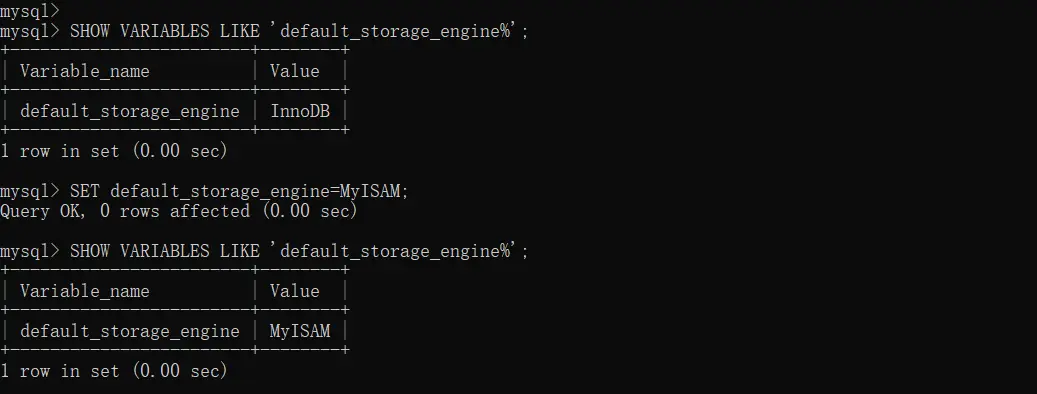 mysql>
mysql> SHOW VARIABLES LIKE 'default_storage_engine%';
+------------------------+--------+
| Variable_name          | Value  |
+------------------------+--------+
| default_storage_engine | InnoDB |
+------------------------+--------+
1 row in set (0.00 sec)

mysql> SET default_storage_engine=MyISAM;
Query OK, 0 rows affected (0.00 sec)

mysql> SHOW VARIABLES LIKE 'default_storage_engine%';
+------------------------+--------+
| Variable_name          | Value  |
+------------------------+--------+
| default_storage_engine | MyISAM |
+------------------------+--------+
1 row in set (0.00 sec)